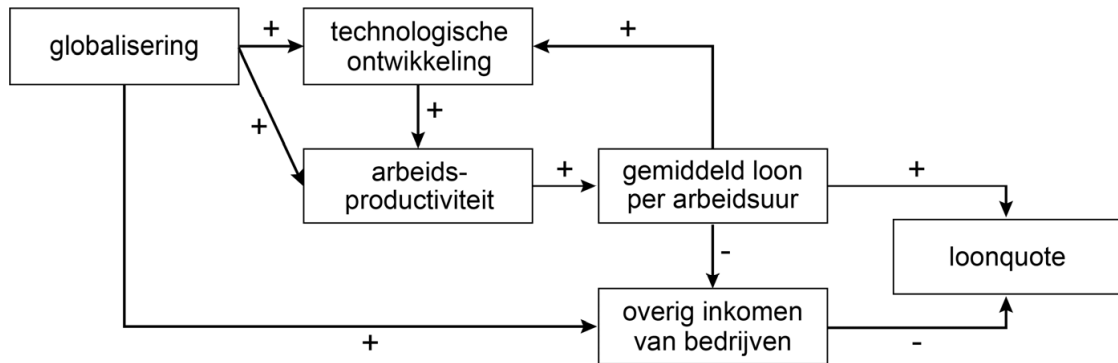 globalisering
+
technologische
ontwikkeling
+
+
+
arbeids-
productiviteit
+
gemiddeld loon
per arbeidsuur
+
-
loonquote
overig inkomen
van bedrijven
+
-